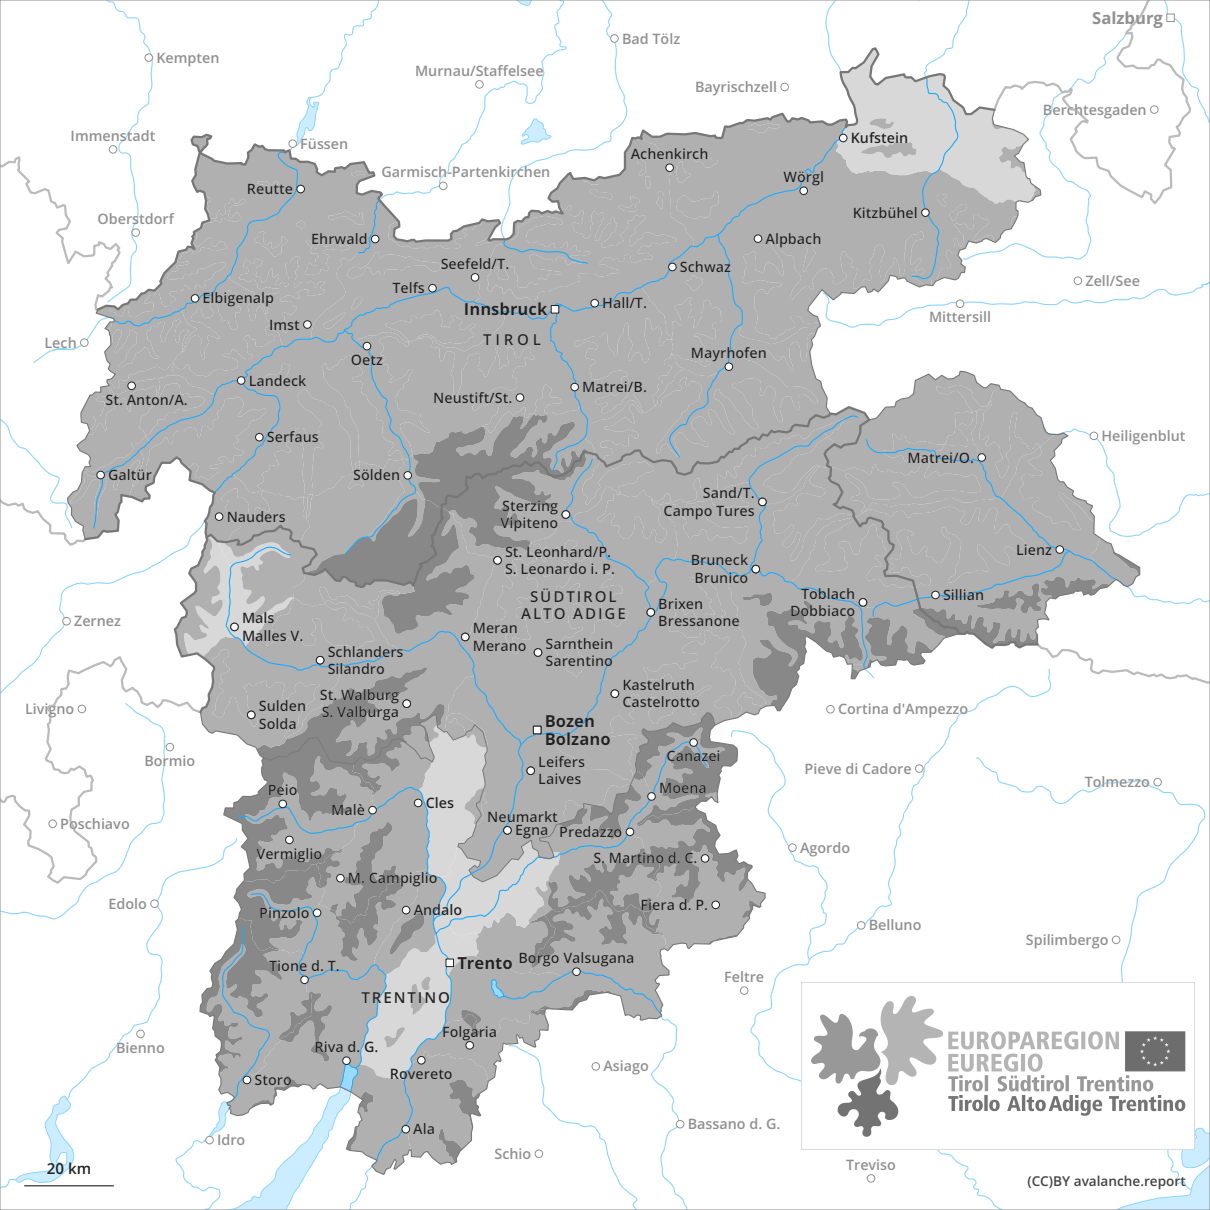 Salzburg
Bad Tölz
Kempten
Murnau/Staffelsee
Bayrischzell
Berchtesgaden
Immenstadt
Füssen
Kufstein
Achenkirch
Garmisch-Partenkirchen
Wörgl
Reutte
Oberstdorf
Kitzbühel
Ehrwald
Alpbach
Seefeld/T.
Schwaz
Zell/See
Telfs
Elbigenalp
Hall/T.
Innsbruck
Mittersill
Imst
Lech
TIROL
Oetz
Mayrhofen
Landeck
Matrei/B.
St. Anton/A.
Neustift/St.
Serfaus
Heiligenblut
Matrei/O.
Galtür
Sölden
Sand/T.
Campo Tures
Sterzing
Vipiteno
Nauders
Lienz
St. Leonhard/P.
S. Leonardo i. P.
Bruneck
Brunico
SÜDTIROL
ALTO ADIGE
Toblach
Dobbiaco
Sillian
Brixen
Bressanone
Zernez
Mals
Malles V.
Meran
Merano
Sarnthein
Sarentino
Schlanders
Silandro
Kastelruth
Castelrotto
St. Walburg
S. Valburga
Sulden
Solda
Livigno
Cortina d'Ampezzo
Bozen
Bolzano
Bormio
Canazei
Leifers
Laives
Pieve di Cadore
Tolmezzo
Peio
Moena
Malè
Cles
Neumarkt
Egna
Predazzo
Poschiavo
Vermiglio
Agordo
S. Martino d. C.
M. Campiglio
Edolo
Pinzolo
Andalo
Fiera d. P.
Belluno
Spilimbergo
Trento
Borgo Valsugana
Tione d. T.
Feltre
TRENTINO
Folgaria
Bienno
Riva d. G.
Rovereto
Asiago
Storo
Bassano d. G.
Ala
Idro
Schio
Treviso
EUROPAREGION
EUREGIO
Tirol Südtirol Trentino
Tirolo Alto Adige Trentino
20 km
(CC)BY avalanche.report